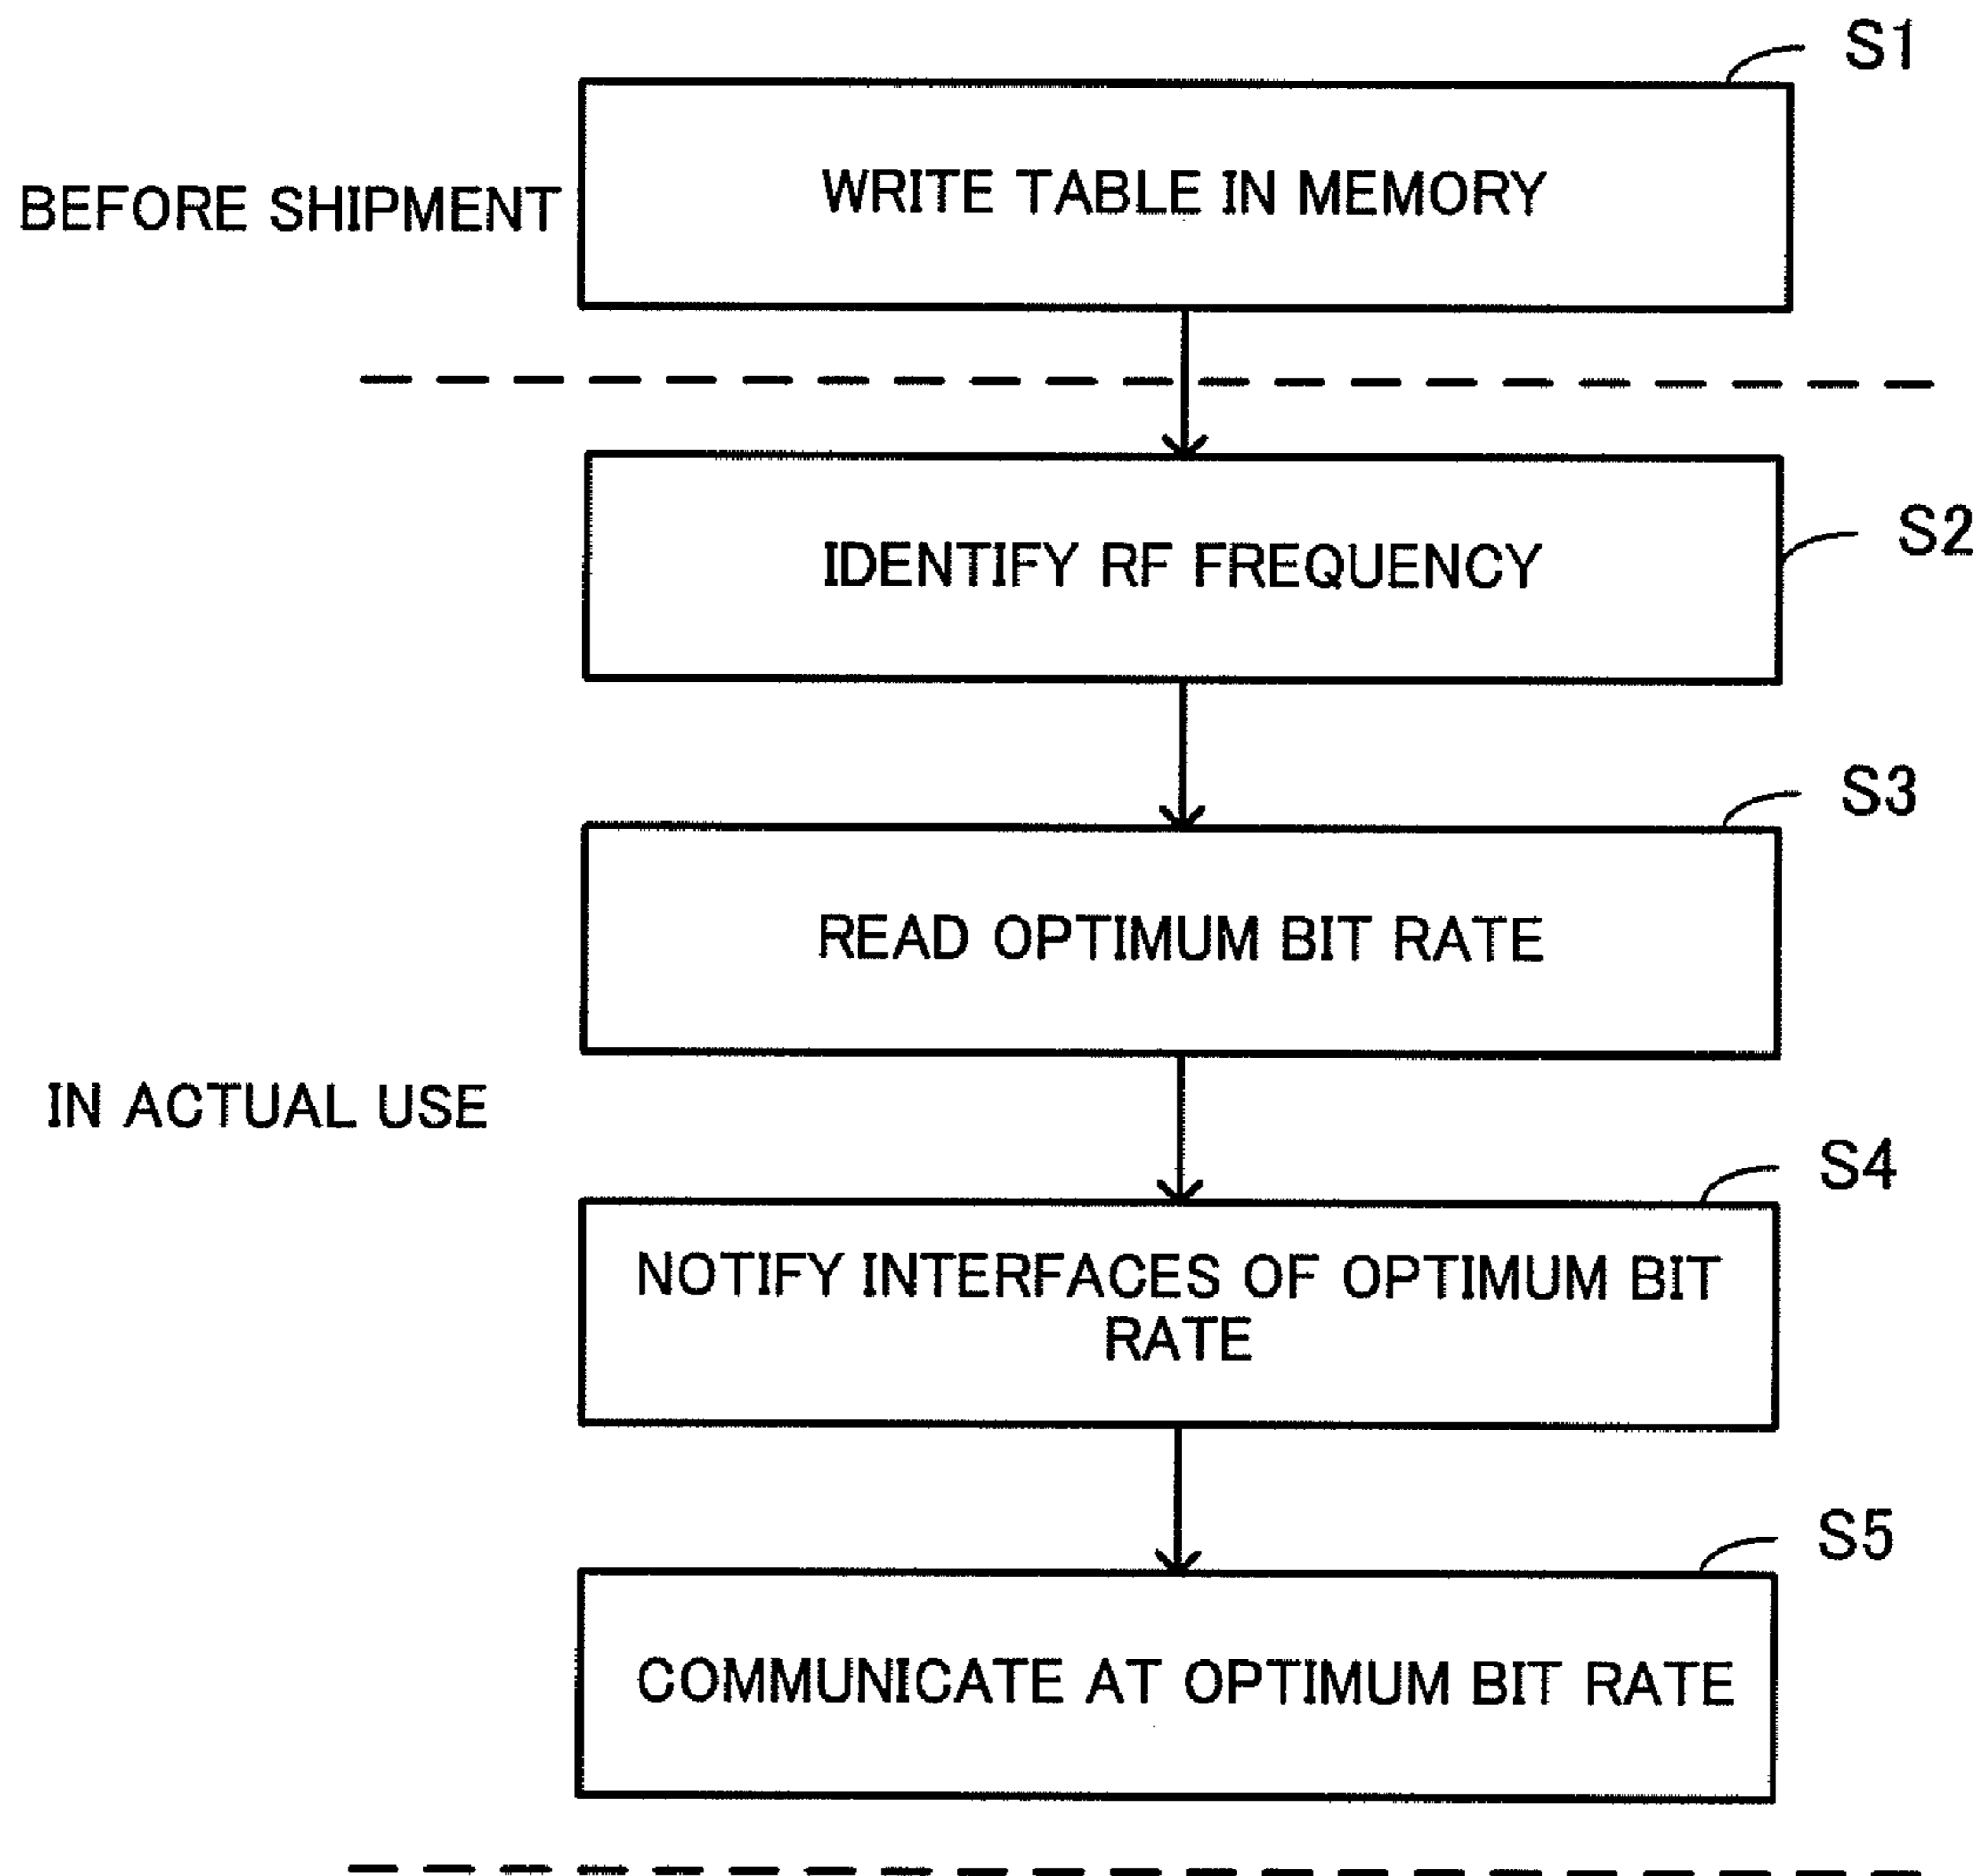 S1
BEFORE SHIPMENT
WRITE TABLE IN MEMORY
S2
IDENTIFY RF FREQUENCY
S3
READ OPTIMUM BIT RATE
IN ACTUAL USE
S4
NOTIFY INTERFACES OF OPTIMUM BIT
RATE
S5
COMMUNICATE AT OPTIMUM BIT RATE